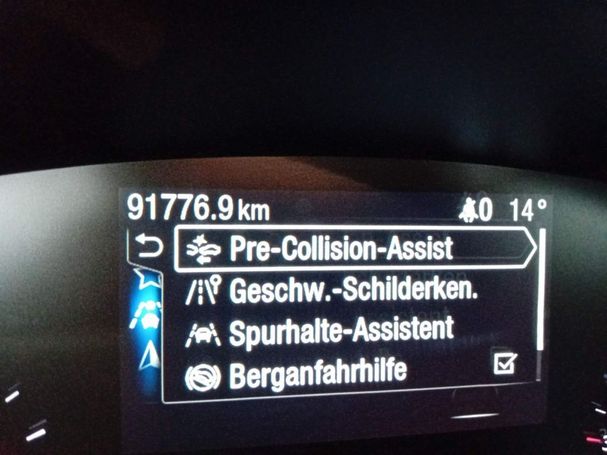 91776.9 km 0 14°
Pre-Collision-Assist
Geschw.-Schilderken.
Spurhalte-Assistent
Berganfahrhilfe